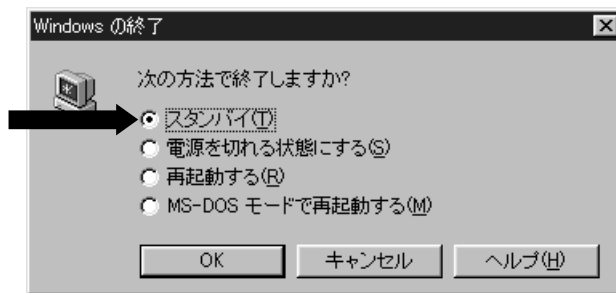 Windows の終了
次の方法で終了しますか?
スタンバイ(T)
電源を切れる状態にする(S)
再起動する(R)
MS-DOS モードで再起動する(M)
OK キャンセル ヘルプ(H)